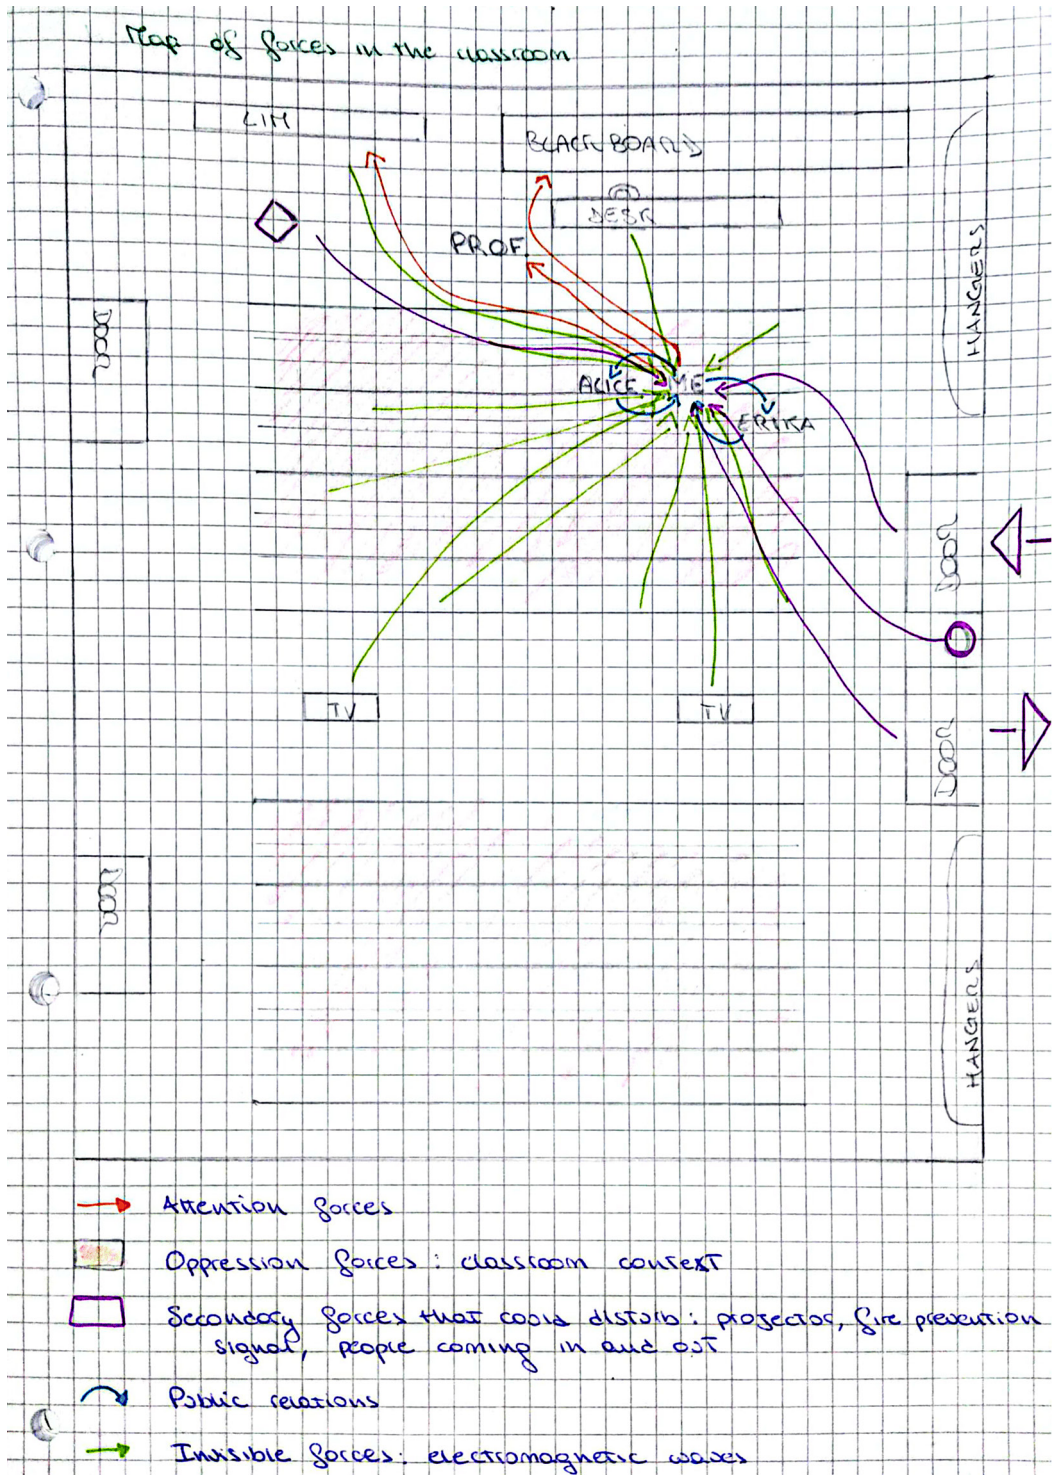 Map of forces in the classroom
LIM
BLACKBOARD
DESK
PROF.
HANGERS
DOOR
ALICE
ME
ERIKA
DOOR
TV
TV
DOOR
DOOR
HANGERS
Attention forces
Oppression forces: classroom context
Secondary forces that could disturb: projector, fire prevention
signal, people coming in and out
Public relations
Invisible forces: electromagnetic waves